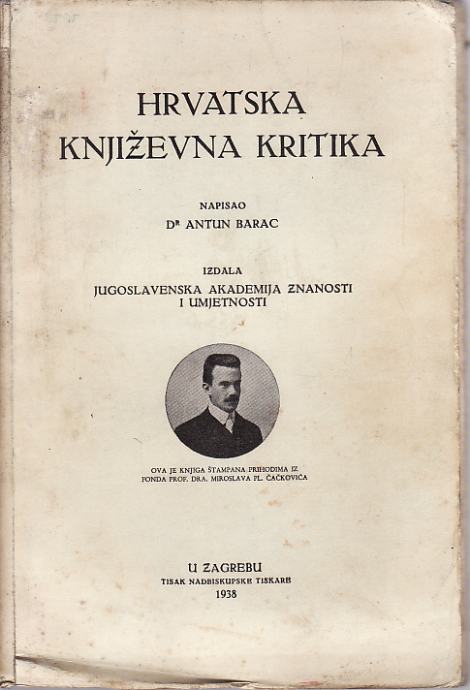 HRVATSKA
KNJIŽEVNA KRITIKA
NAPISAO
DR ANTUN BARAC
IZDALA
JUGOSLAVENSKA AKADEMIJA ZNANOSTI
I UMJETNOSTI
OVA JE KNJIGA ŠTAMPANA PRIHODIMA IZ
FONDA PROF. DRA. MIROSLAVA PL. ČAČKOVIĆA
U ZAGREBU
TISAK NADBISKUPSKE TISKARE
1938